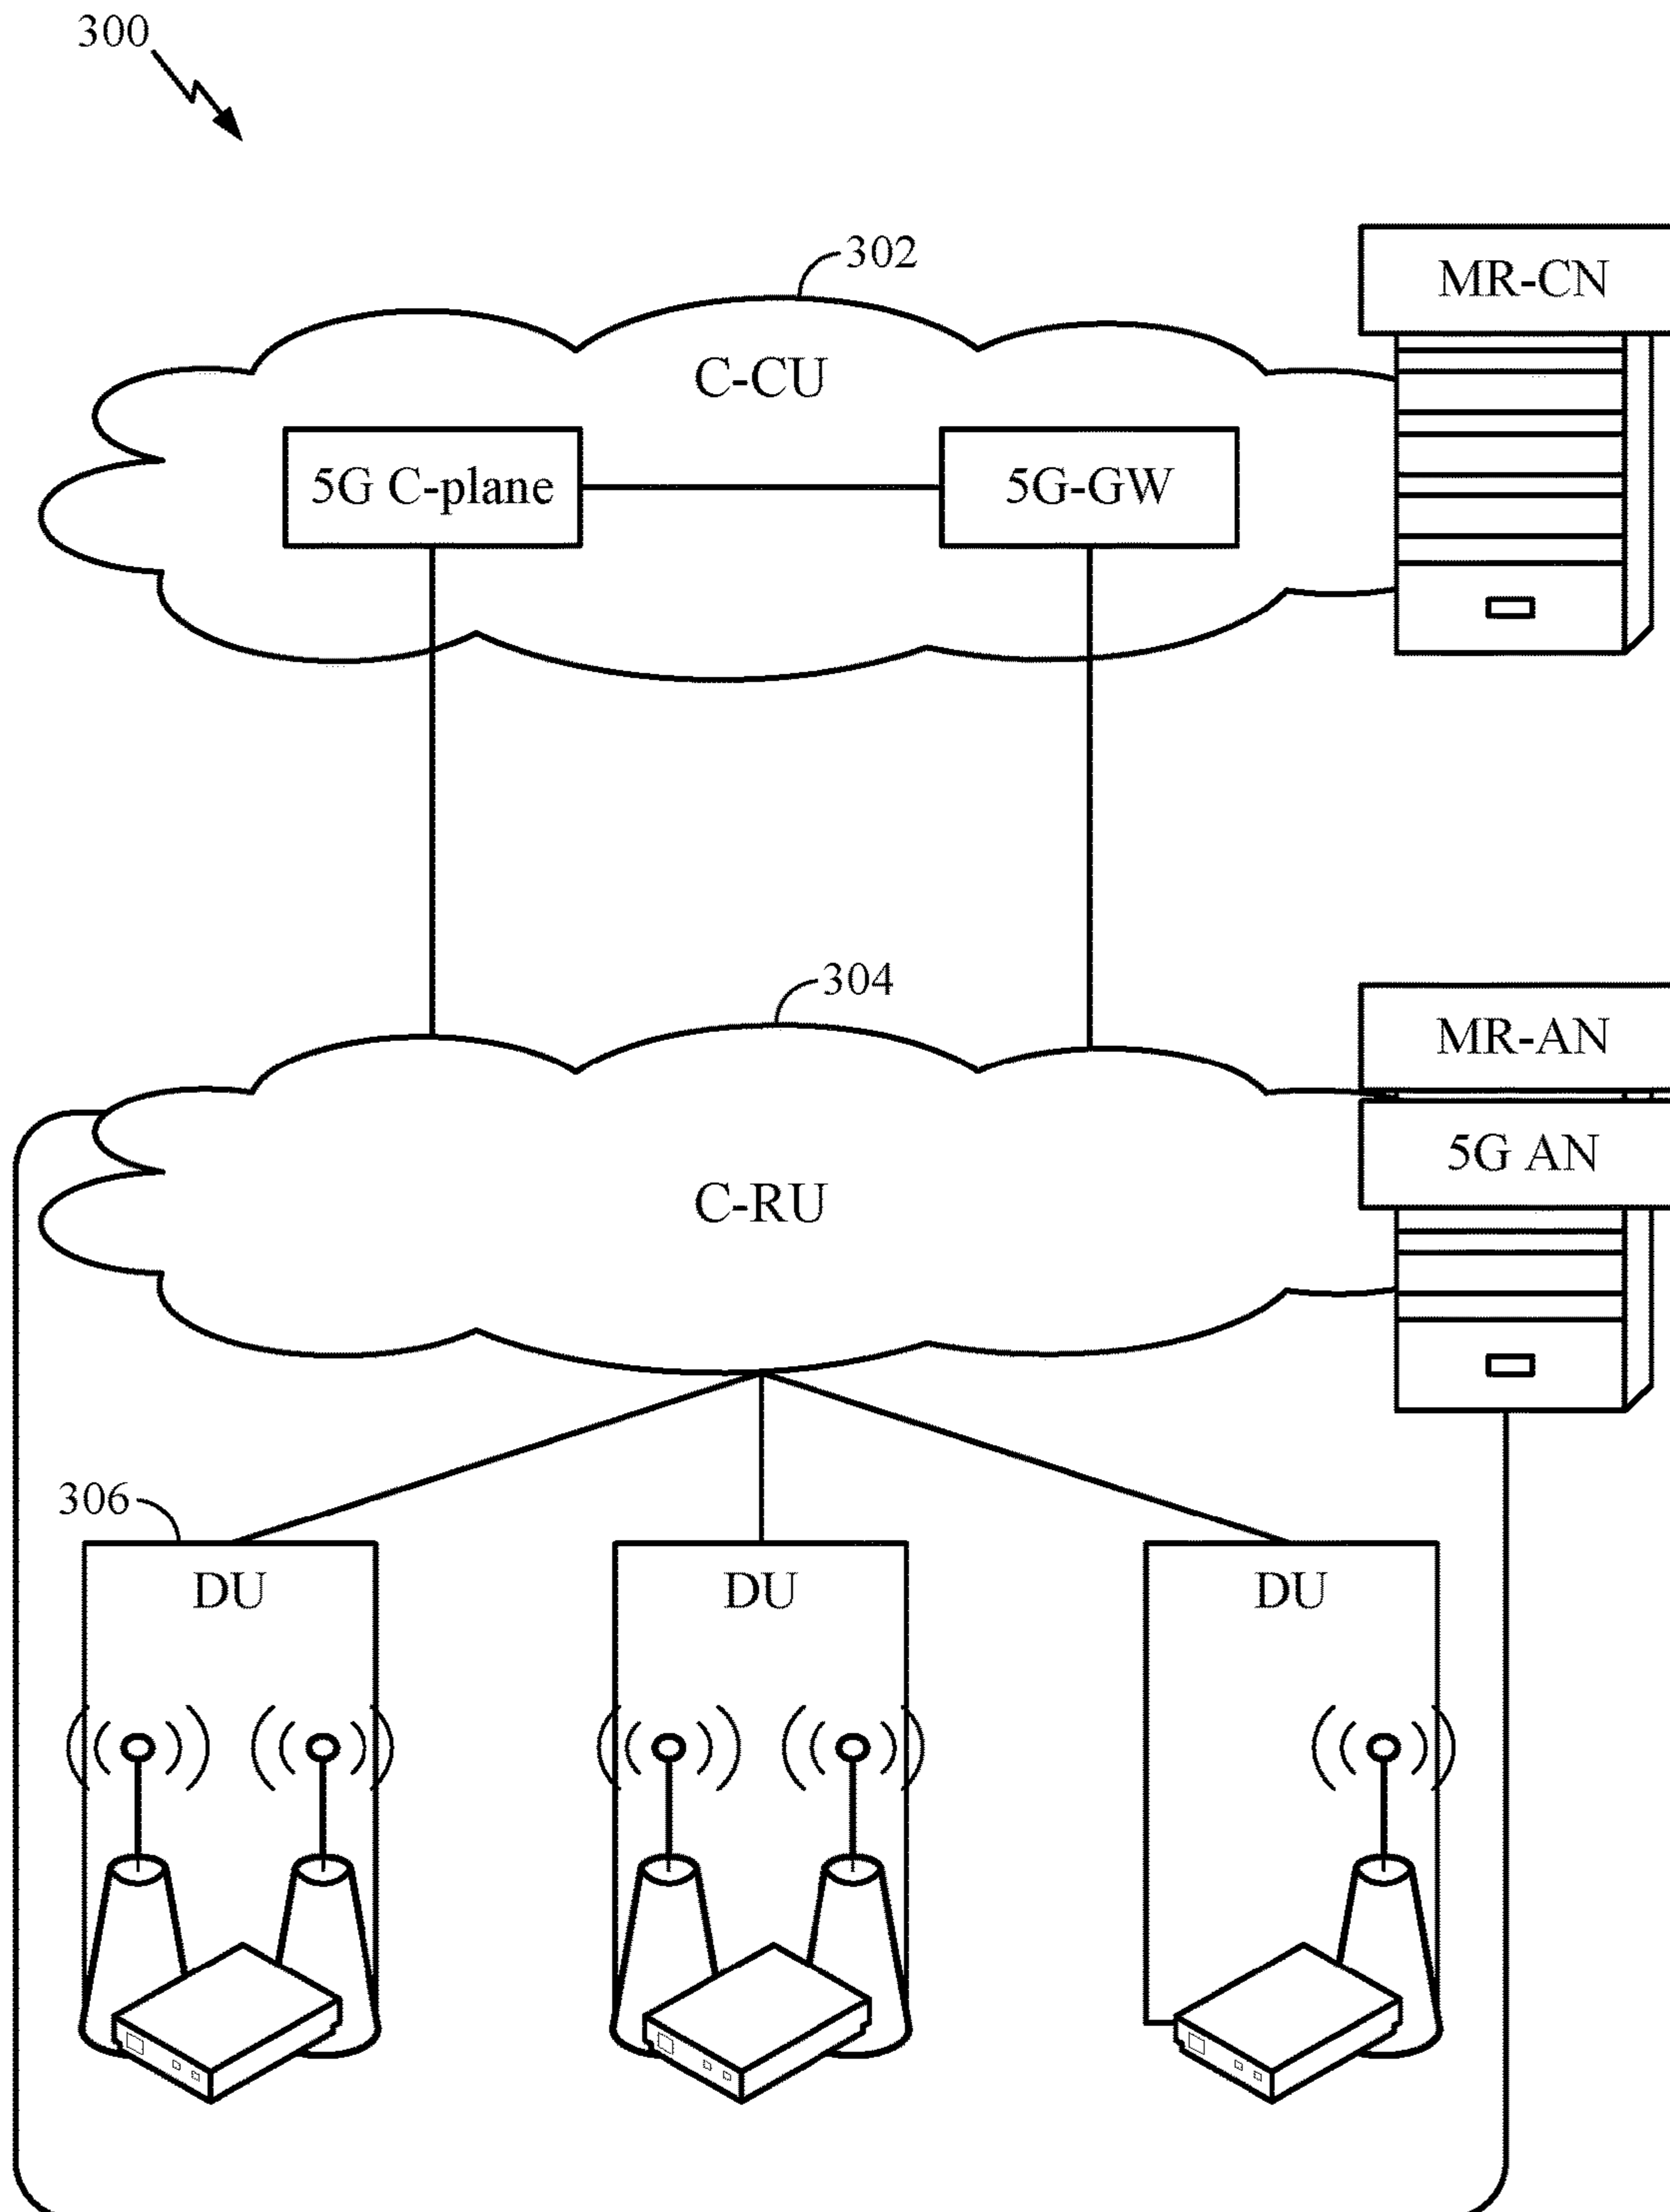 300
302
MR-CN
C-CU
5G C-plane
5G-GW
304
MR-AN
5G AN
C-RU
306
DU
DU
DU